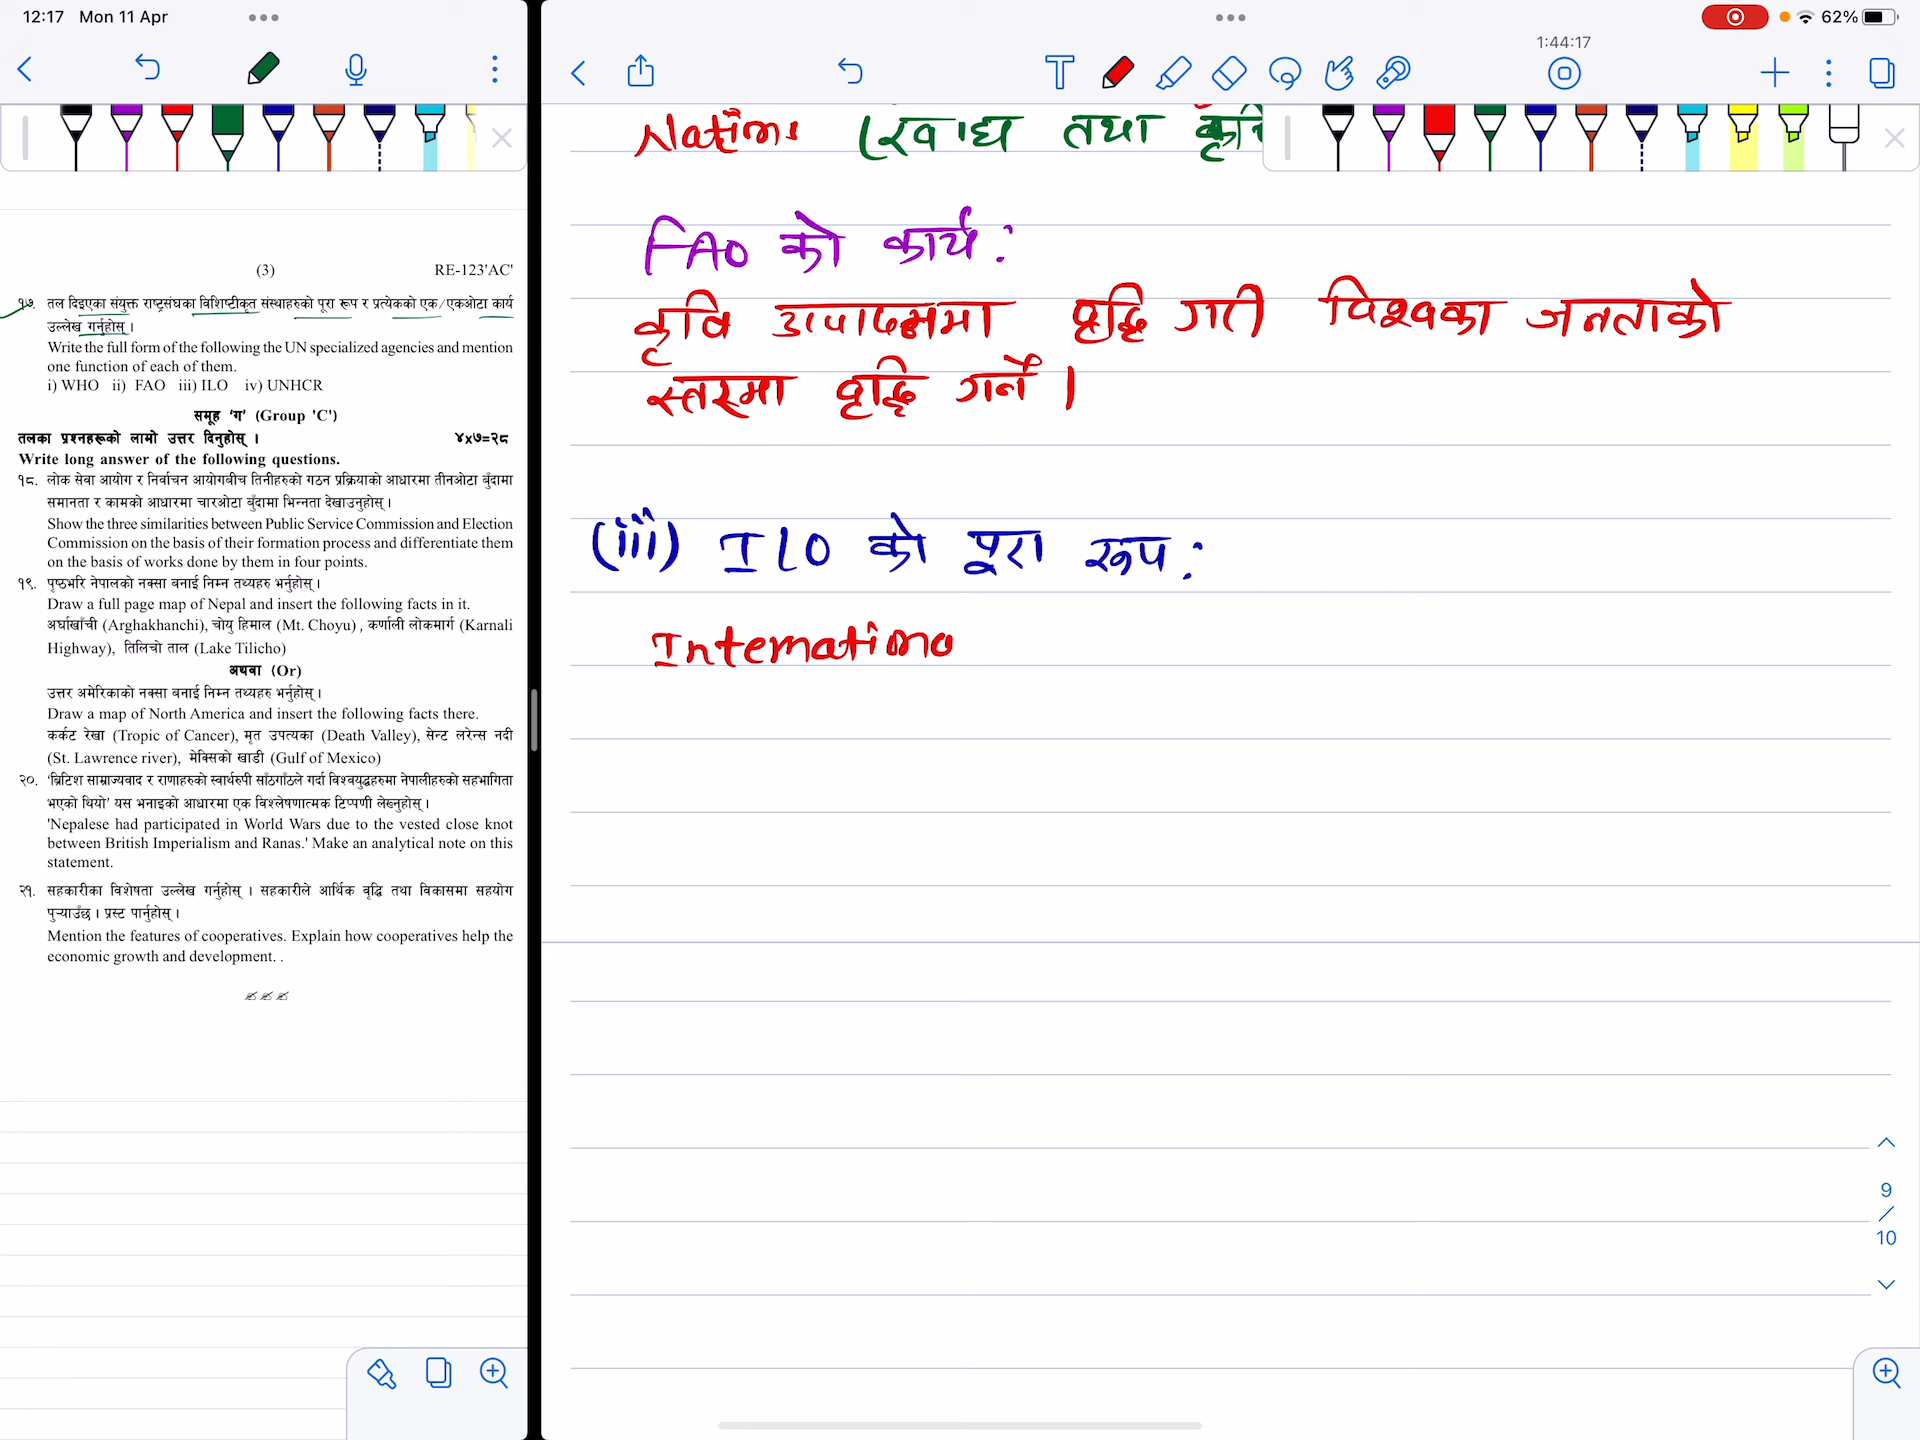 12:17 Mon 11 Apr
62%
1:44:17
(3) RE-123'AC'
१७. तल दिइएका संयुक्त राष्ट्रसंघका विशिष्टीकृत संस्थाहरुको पूरा रूप र प्रत्येकको एक/एकओटा कार्य
उल्लेख गर्नुहोस् ।
Write the full form of the following the UN specialized agencies and mention
one function of each of them.
i) WHO ii) FAO iii) ILO iv) UNHCR
समूह 'ग' (Group 'C')
तलका प्रश्नहरूको लामो उत्तर दिनुहोस् । ४x७=२८
Write long answer of the following questions.
१८. लोक सेवा आयोग र निर्वाचन आयोगबीच तिनीहरुको गठन प्रक्रियाको आधारमा तीनओटा बुँदामा
समानता र कामको आधारमा चारओटा बुँदामा भिन्नता देखाउनुहोस् ।
Show the three similarities between Public Service Commission and Election
Commission on the basis of their formation process and differentiate them
on the basis of works done by them in four points.
१९. पृष्ठभरि नेपालको नक्सा बनाई निम्न तथ्यहरु भर्नुहोस् ।
Draw a full page map of Nepal and insert the following facts in it.
अर्घाखाँची (Arghakhanchi), चोयु हिमाल (Mt. Choyu) , कर्णाली लोकमार्ग (Karnali
Highway), तिलिचो ताल (Lake Tilicho)
अथवा (Or)
उत्तर अमेरिकाको नक्सा बनाई निम्न तथ्यहरु भर्नुहोस् ।
Draw a map of North America and insert the following facts there.
कर्कट रेखा (Tropic of Cancer), मृत उपत्यका (Death Valley), सेन्ट लरेन्स नदी
(St. Lawrence river), मेक्सिको खाडी (Gulf of Mexico)
२०. 'ब्रिटिश साम्राज्यवाद र राणाहरुको स्वार्थरुपी साँठगाँठले गर्दा विश्वयुद्धहरुमा नेपालीहरुको सहभागिता
भएको थियो' यस भनाइको आधारमा एक विश्लेषणात्मक टिप्पणी लेख्नुहोस् ।
'Nepalese had participated in World Wars due to the vested close knot
between British Imperialism and Ranas.' Make an analytical note on this
statement.
२१. सहकारीका विशेषता उल्लेख गर्नुहोस् । सहकारीले आर्थिक वृद्धि तथा विकासमा सहयोग
पुऱ्याउँछ । प्रस्ट पार्नुहोस् ।
Mention the features of cooperatives. Explain how cooperatives help the
economic growth and development. .
Nations (खाद्य तथा कृषि
FAO को कार्य :
कृषि उत्पादनमा वृद्धि गरी विश्वका जनताको
स्तरमा वृद्धि गर्ने ।
(iii) ILO को पूरा रूप :
Internationa
9
/
10